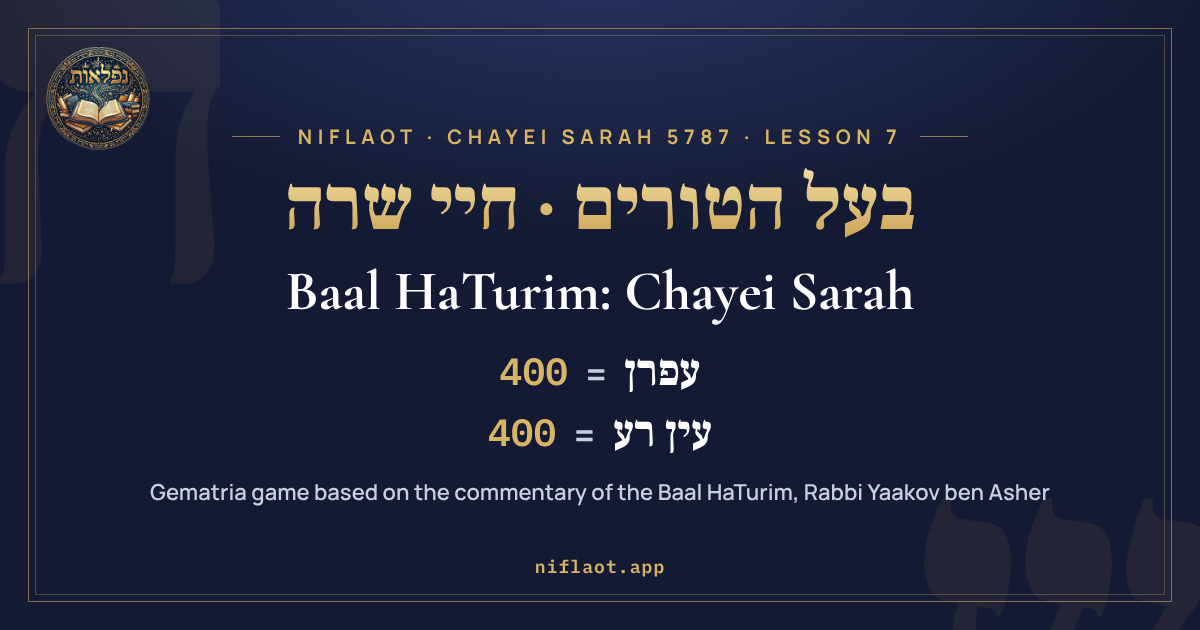 נפלאות
NIFLAOT · CHAYEI SARAH 5787 · LESSON 7
בעל הטורים · חיי שרה
Baal HaTurim: Chayei Sarah
עפרן = 400
עין רע = 400
Gematria game based on the commentary of the Baal HaTurim, Rabbi Yaakov ben Asher
niflaot.app